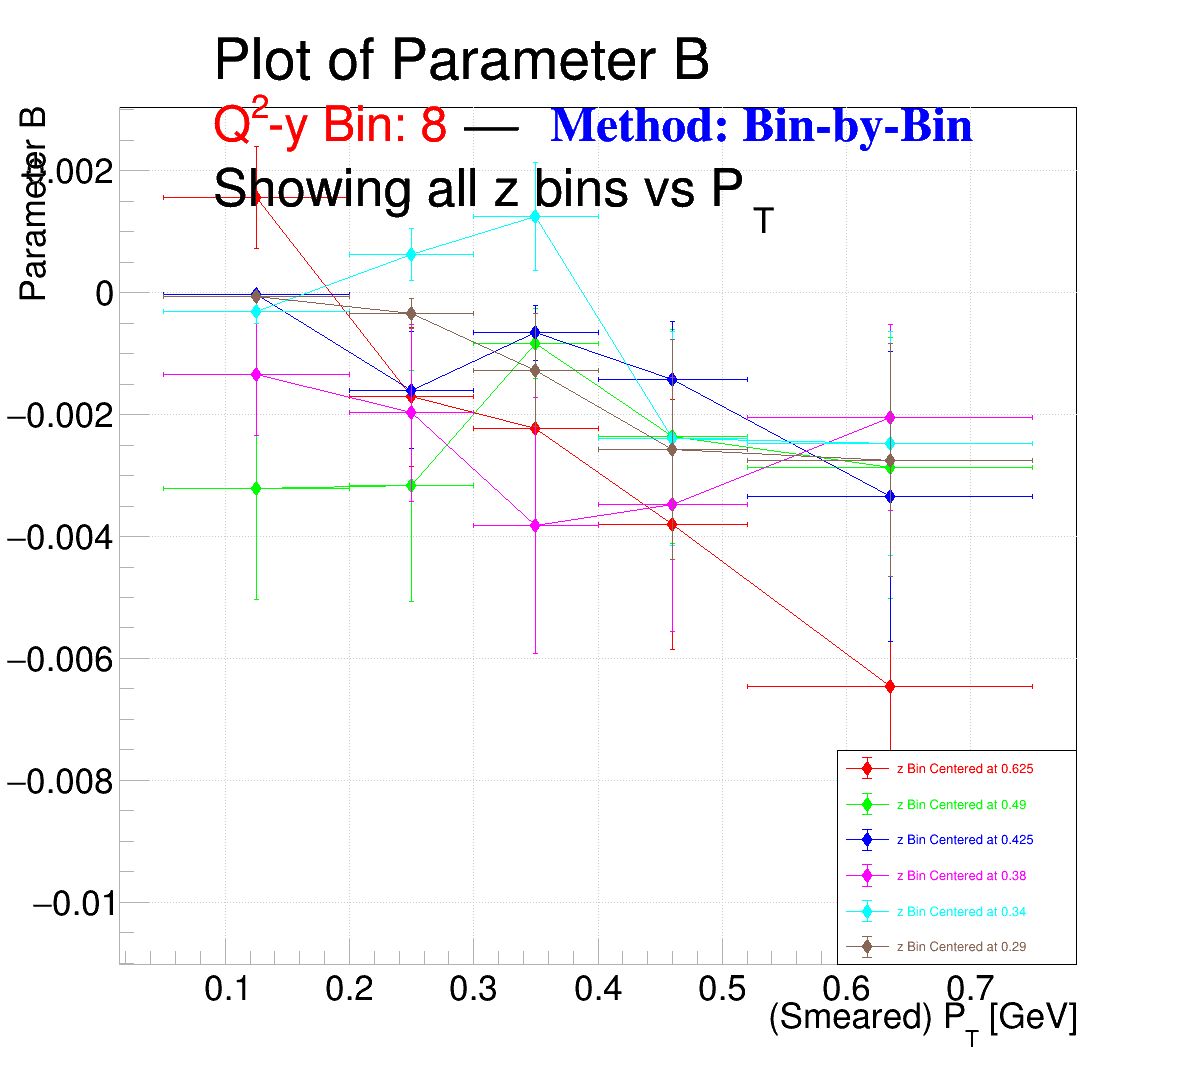 Plot of Parameter B
Q²-y Bin: 8 — Method: Bin-by-Bin
Showing all z bins vs P_T
Parameter B
0.002
0
−0.002
−0.004
−0.006
−0.008
−0.01
0.1 0.2 0.3 0.4 0.5 0.6 0.7
(Smeared) P_T [GeV]
z Bin Centered at 0.625
z Bin Centered at 0.49
z Bin Centered at 0.425
z Bin Centered at 0.38
z Bin Centered at 0.34
z Bin Centered at 0.29